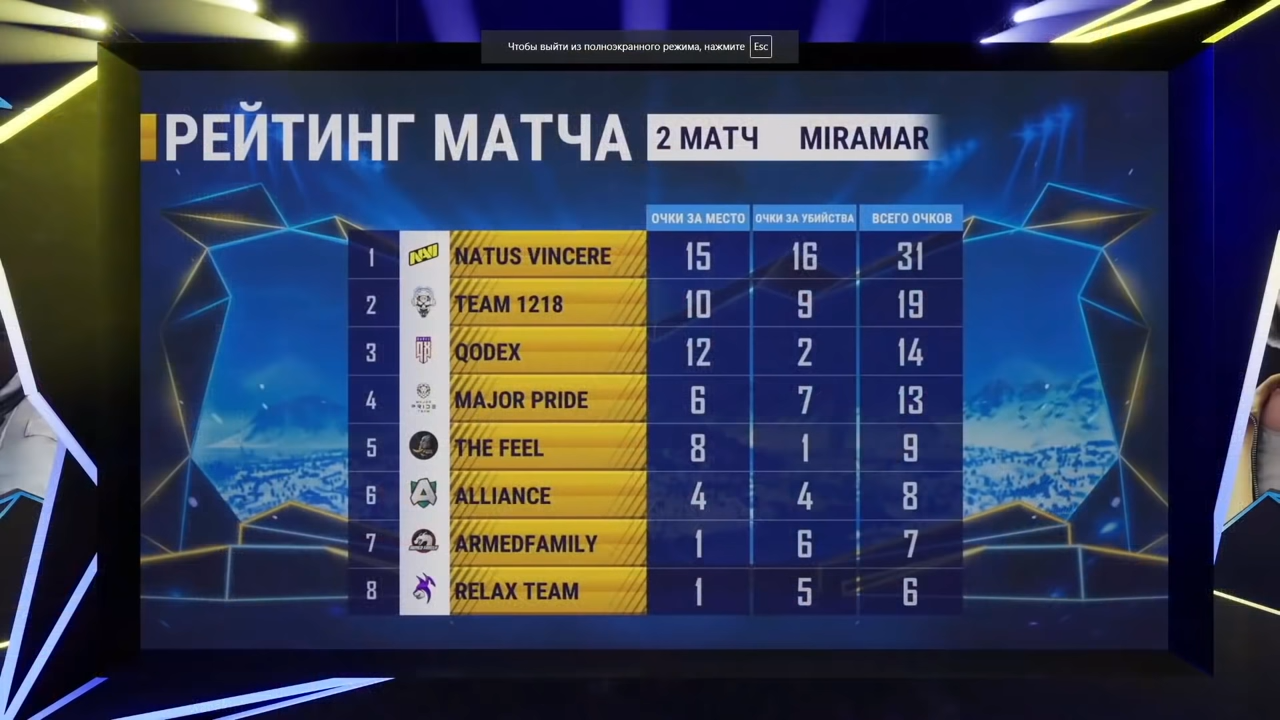 Чтобы выйти из полноэкранного режима, нажмите Esc
РЕЙТИНГ МАТЧА 2 МАТЧ MIRAMAR
ОЧКИ ЗА МЕСТО ОЧКИ ЗА УБИЙСТВА ВСЕГО ОЧКОВ
1 NAVI NATUS VINCERE 15 16 31
2 TEAM 1218 10 9 19
3 QODEX 12 2 14
4 MAJOR PRIDE 6 7 13
5 THE FEEL 8 1 9
6 ALLIANCE 4 4 8
7 ARMEDFAMILY 1 6 7
8 RELAX TEAM 1 5 6